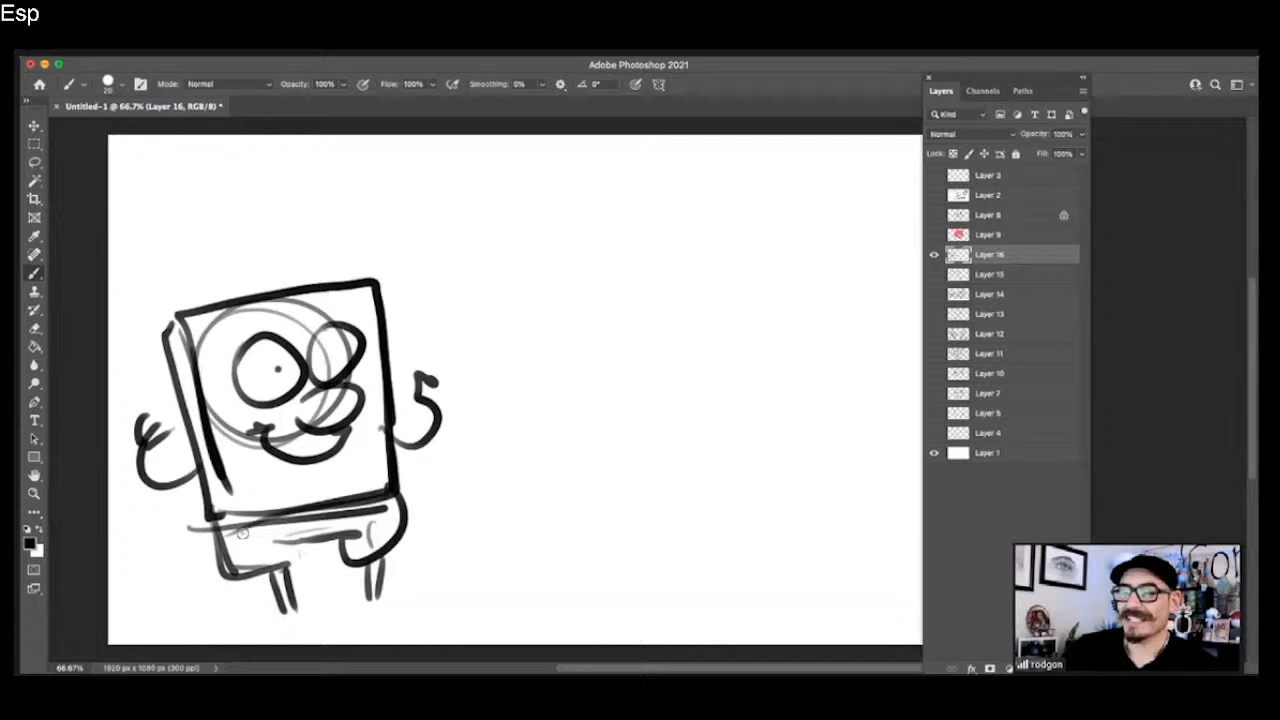 Esp
Adobe Photoshop 2021
20
Mode: Normal
Opacity: 100%
Flow: 100%
Smoothing: 0%
0°
Untitled-1 @ 66.7% (Layer 16, RGB/8) *
Layers Channels Paths
Kind
Normal Opacity: 100%
Lock: Fill: 100%
Layer 3
Layer 2
Layer 8
Layer 9
Layer 16
Layer 15
Layer 14
Layer 13
Layer 12
Layer 11
Layer 10
Layer 7
Layer 5
Layer 4
Layer 1
66.67% 1920 px x 1080 px (300 ppi)
fx
rodgon